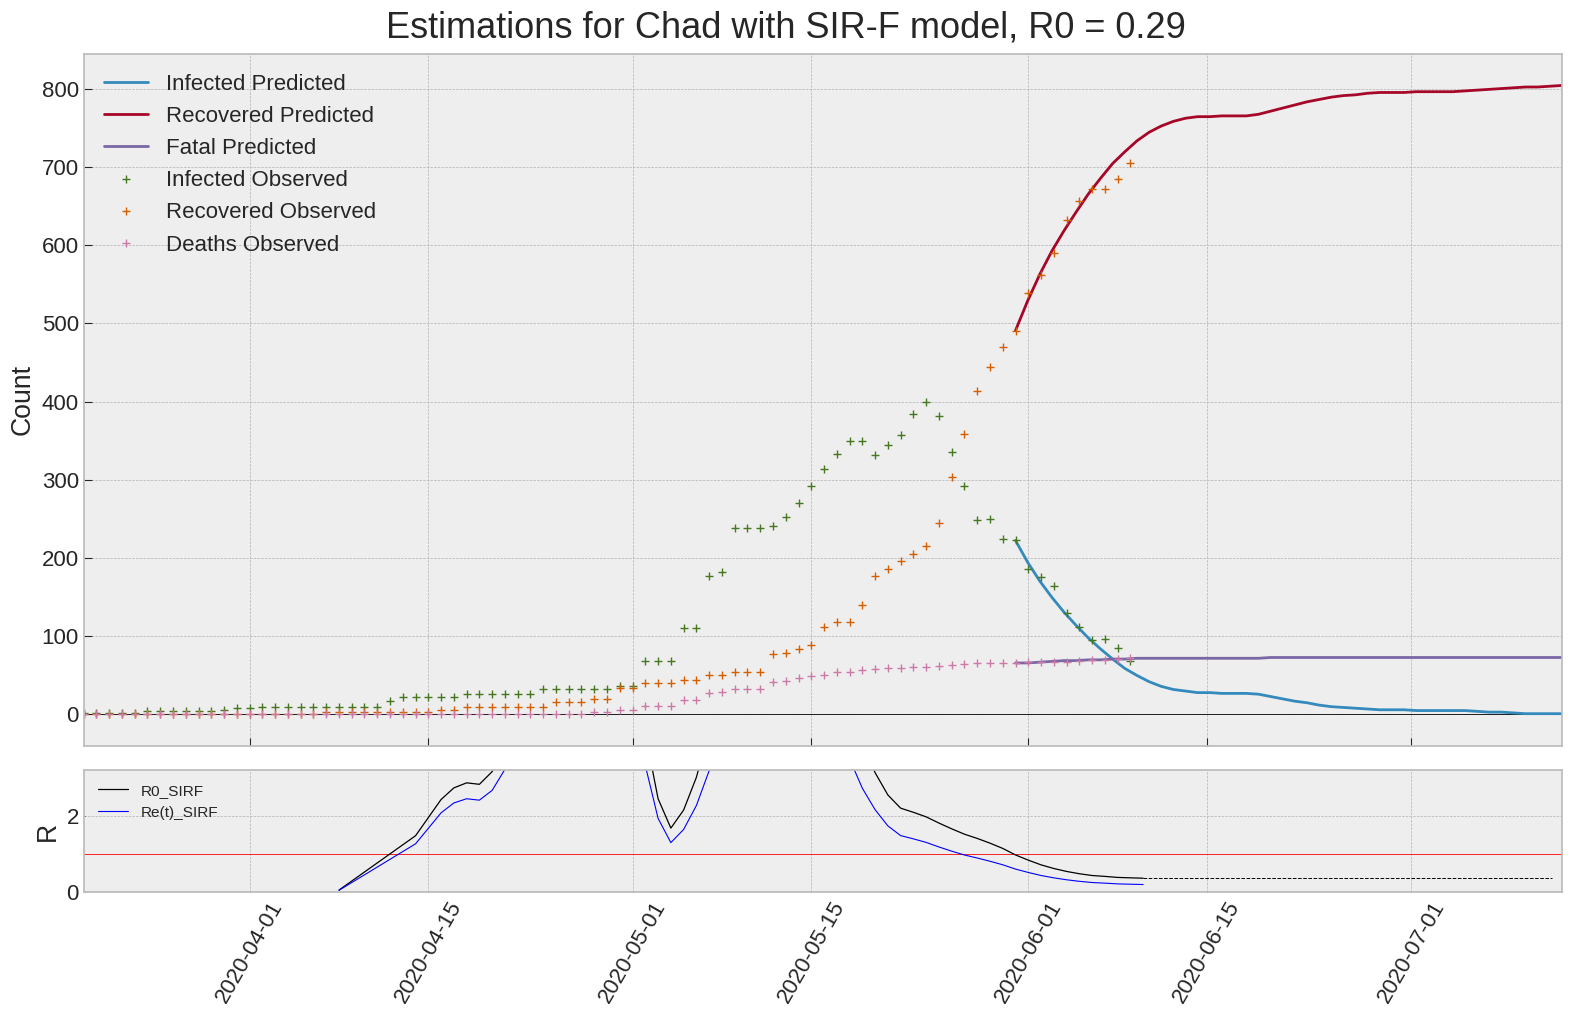 Estimations for Chad with SIR-F model, R0 = 0.29
Infected Predicted
Recovered Predicted
Fatal Predicted
Infected Observed
Recovered Observed
Deaths Observed
800
700
600
500
400
300
200
100
0
Count
R0_SIRF
Re(t)_SIRF
2
0
R
2020-04-01
2020-04-15
2020-05-01
2020-05-15
2020-06-01
2020-06-15
2020-07-01